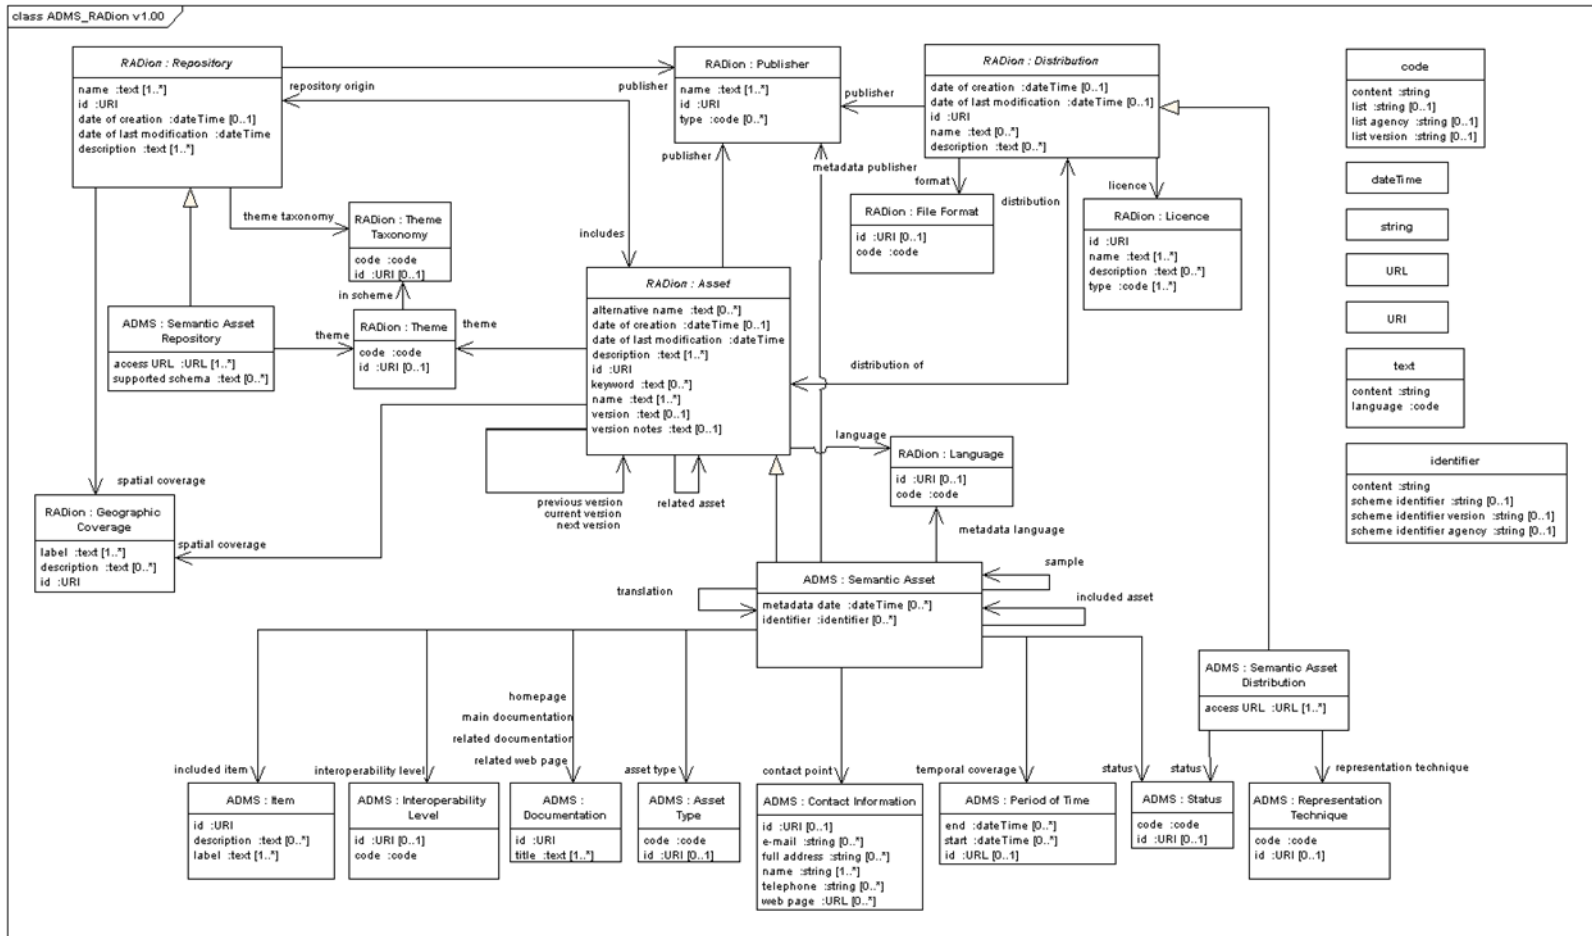 class ADMS_RADion v1.00
RADion : Repository
name :text [1..*]
id :URI
date of creation :dateTime [0..1]
date of last modification :dateTime
description :text [1..*]
repository origin
publisher
RADion : Publisher
name :text [1..*]
id :URI
type :code [0..*]
publisher
RADion : Distribution
date of creation :dateTime [0..1]
date of last modification :dateTime [0..1]
id :URI
name :text [0..*]
description :text [0..*]
code
content :string
list :string [0..1]
list agency :string [0..1]
list version :string [0..1]
publisher
metadata publisher
format
distribution
licence
dateTime
theme taxonomy
RADion : Theme
Taxonomy
code :code
id :URI [0..1]
includes
RADion : File Format
id :URI [0..1]
code :code
RADion : Licence
id :URI
name :text [1..*]
description :text [0..*]
type :code [1..*]
string
URL
URI
in scheme
ADMS : Semantic Asset
Repository
access URL :URL [1..*]
supported schema :text [0..*]
theme
RADion : Theme
code :code
id :URI [0..1]
theme
RADion : Asset
alternative name :text [0..*]
date of creation :dateTime [0..1]
date of last modification :dateTime
description :text [1..*]
id :URI
keyword :text [0..*]
name :text [1..*]
version :text [0..1]
version notes :text [0..1]
distribution of
text
content :string
language :code
language
RADion : Language
id :URI [0..1]
code :code
identifier
content :string
scheme identifier :string [0..1]
scheme identifier version :string [0..1]
scheme identifier agency :string [0..1]
spatial coverage
previous version
current version
next version
related asset
RADion : Geographic
Coverage
label :text [1..*]
description :text [0..*]
id :URI
spatial coverage
metadata language
translation
ADMS : Semantic Asset
metadata date :dateTime [0..*]
identifier :identifier [0..*]
sample
included asset
ADMS : Semantic Asset
Distribution
access URL :URL [1..*]
homepage
main documentation
related documentation
related web page
included item
interoperability level
asset type
contact point
temporal coverage
status
status
representation technique
ADMS : Item
id :URI
description :text [0..*]
label :text [1..*]
ADMS : Interoperability
Level
id :URI [0..1]
code :code
ADMS :
Documentation
id :URI
title :text [1..*]
ADMS : Asset
Type
code :code
id :URI [0..1]
ADMS : Contact Information
id :URI [0..1]
e-mail :string [0..*]
full address :string [0..*]
name :string [1..*]
telephone :string [0..*]
web page :URL [0..*]
ADMS : Period of Time
end :dateTime [0..*]
start :dateTime [0..*]
id :URL [0..1]
ADMS : Status
code :code
id :URI [0..1]
ADMS : Representation
Technique
code :code
id :URI [0..1]